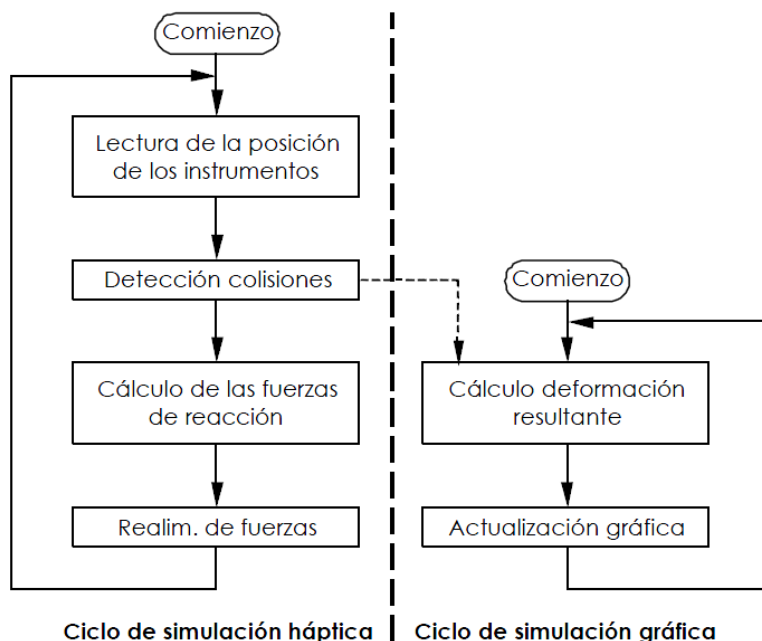 Comienzo
Lectura de la posición
de los instrumentos
Detección colisiones
Cálculo de las fuerzas
de reacción
Realim. de fuerzas
Ciclo de simulación háptica
Comienzo
Cálculo deformación
resultante
Actualización gráfica
Ciclo de simulación gráfica